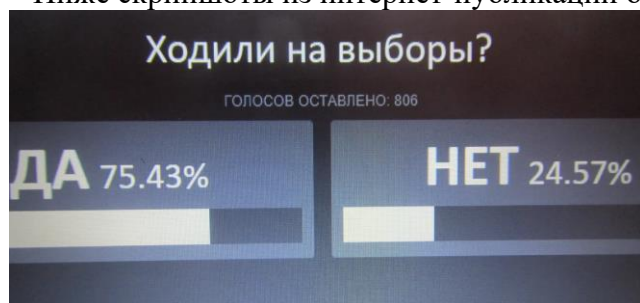 Ходили на выборы?
ГОЛОСОВ ОСТАВЛЕНО: 806
ДА 75.43%
НЕТ 24.57%